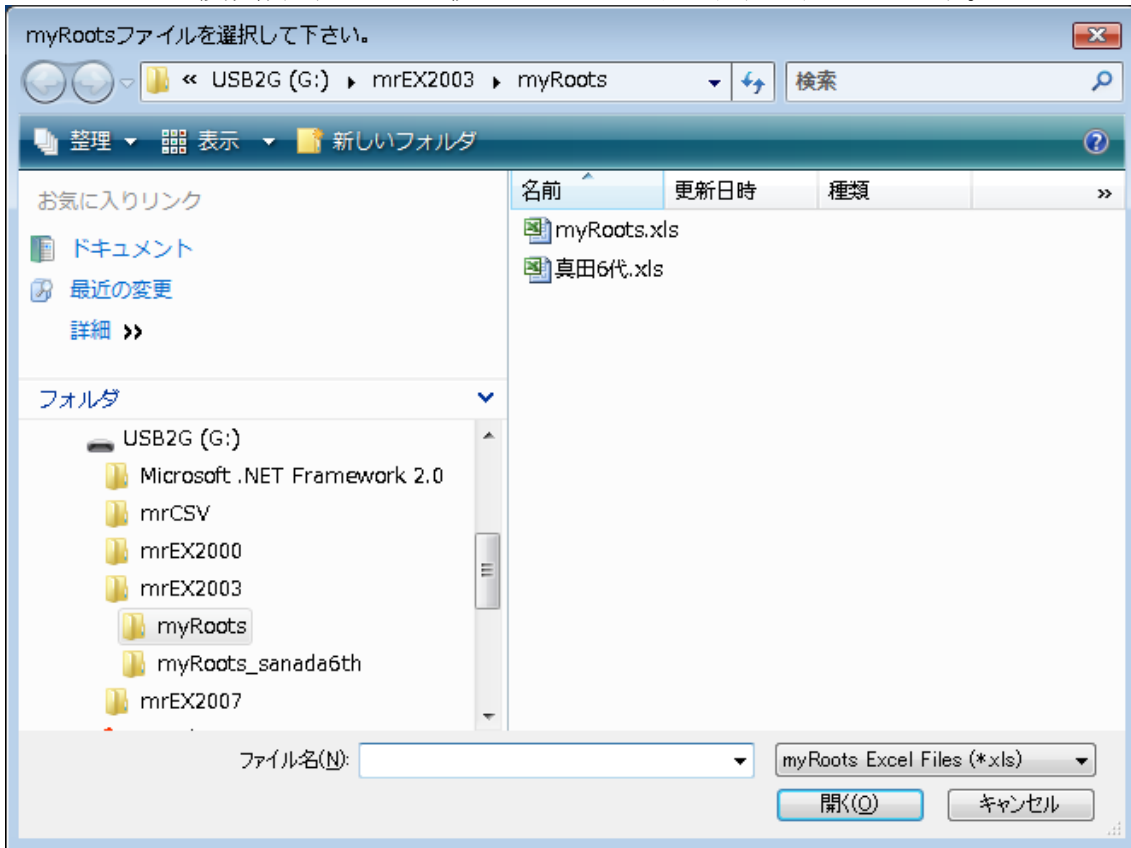 myRootsファイルを選択して下さい。
« USB2G (G:) ▸ mrEX2003 ▸ myRoots
検索
整理 表示 新しいフォルダ
お気に入りリンク
ドキュメント
最近の変更
詳細 »
名前 更新日時 種類 »
myRoots.xls
真田6代.xls
フォルダ
USB2G (G:)
Microsoft .NET Framework 2.0
mrCSV
mrEX2000
mrEX2003
myRoots
myRoots_sanada6th
mrEX2007
ファイル名(N):
myRoots Excel Files (*.xls)
開く(O) キャンセル